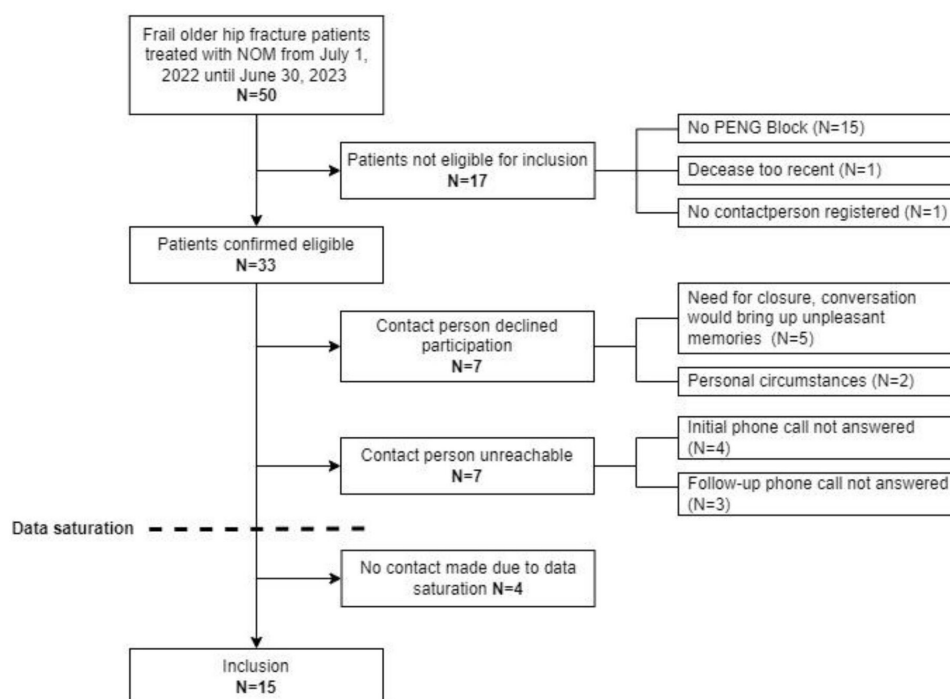 Frail older hip fracture patients
treated with NOM from July 1,
2022 until June 30, 2023
N=50
Patients not eligible for inclusion
N=17
No PENG Block (N=15)
Decease too recent (N=1)
No contactperson registered (N=1)
Patients confirmed eligible
N=33
Contact person declined
participation
N=7
Need for closure, conversation
would bring up unpleasant
memories (N=5)
Personal circumstances (N=2)
Contact person unreachable
N=7
Initial phone call not answered
(N=4)
Follow-up phone call not answered
(N=3)
Data saturation
No contact made due to data
saturation N=4
Inclusion
N=15